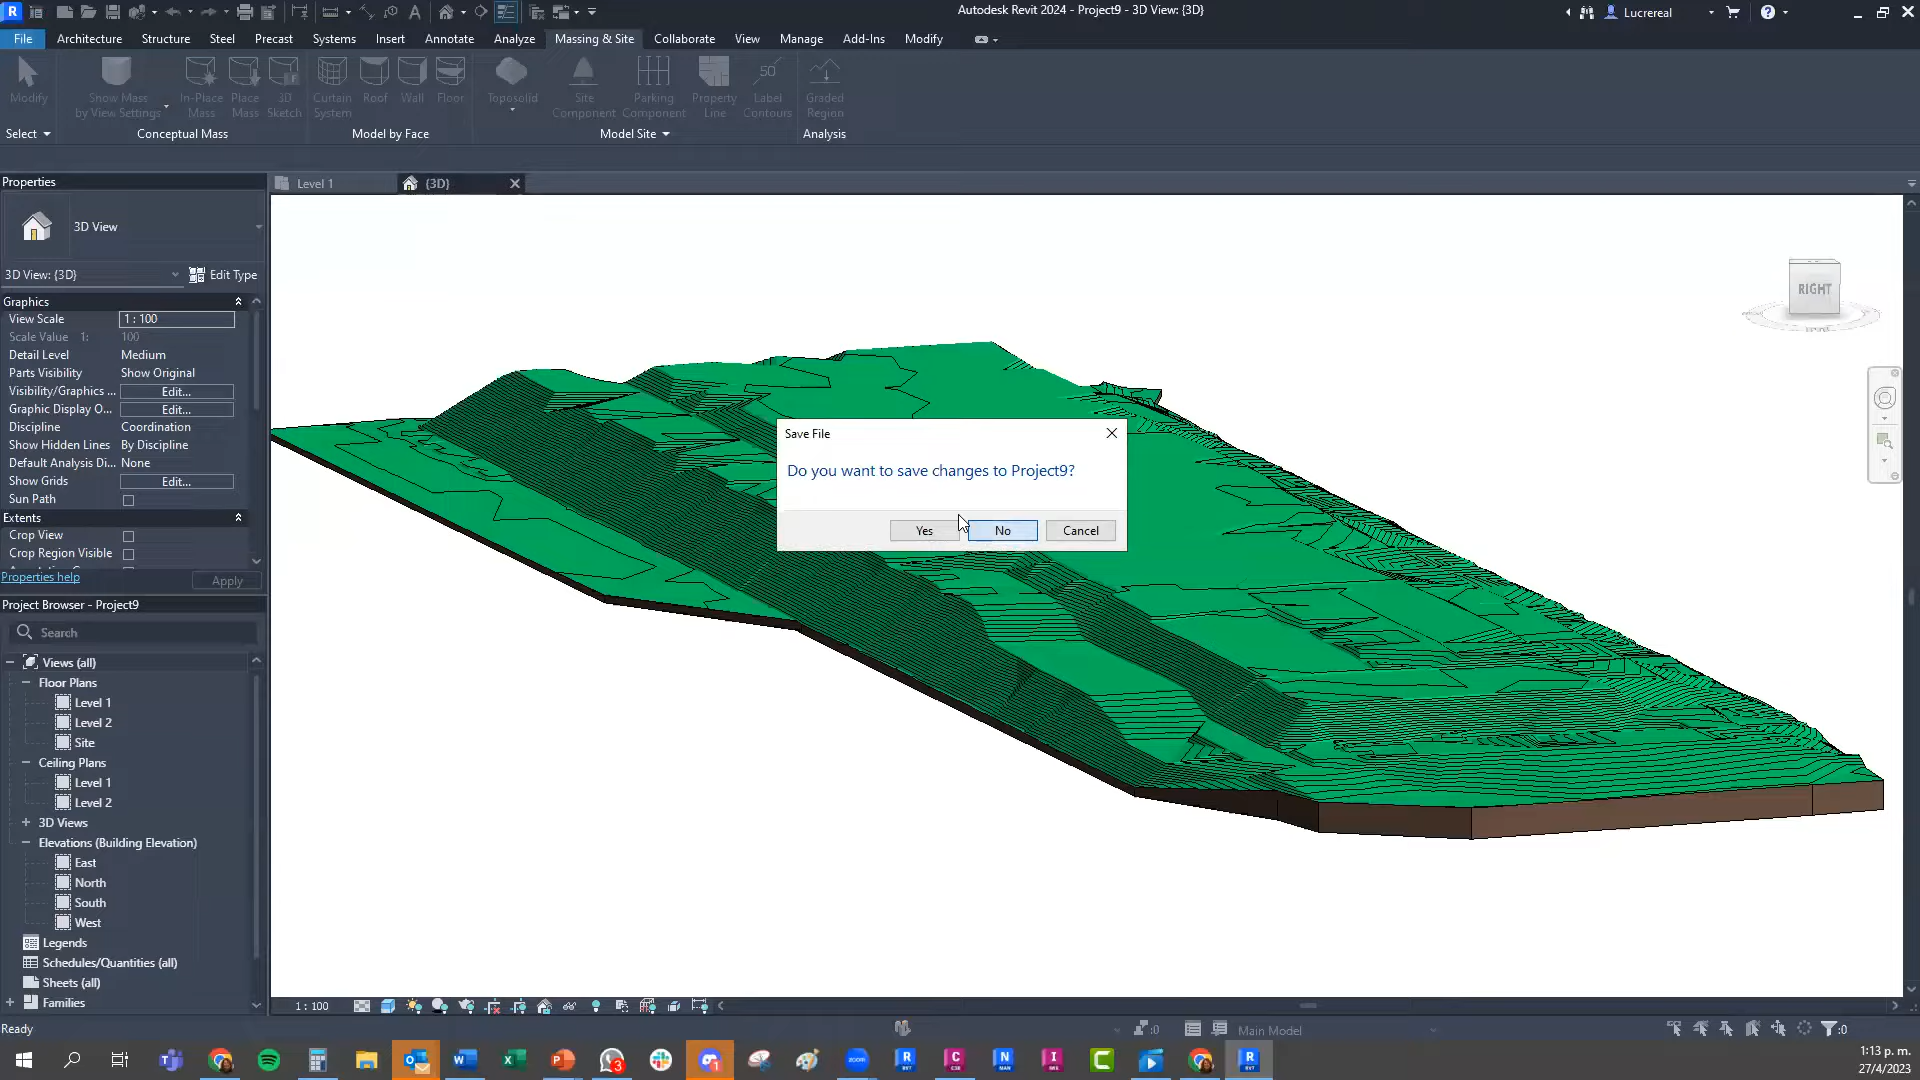 Autodesk Revit 2024 - Project9 - 3D View: {3D}
Lucrereal
File Architecture Structure Steel Precast Systems Insert Annotate Analyze Massing & Site Collaborate View Manage Add-Ins Modify
Modify
Show Mass
by View Settings
In-Place
Mass
Place
Mass
3D
Sketch
Curtain
System
Roof
Wall
Floor
Toposolid
Site
Component
Parking
Component
Property
Line
50
Label
Contours
Graded
Region
Select
Conceptual Mass
Model by Face
Model Site
Analysis
Properties
Level 1
{3D}
3D View
3D View: {3D}
Edit Type
Graphics
View Scale 1 : 100
Scale Value 1: 100
Detail Level Medium
Parts Visibility Show Original
Visibility/Graphics ... Edit...
Graphic Display O... Edit...
Discipline Coordination
Show Hidden Lines By Discipline
Default Analysis Di... None
Show Grids Edit...
Sun Path
Extents
Crop View
Crop Region Visible
Properties help
Apply
RIGHT
Save File
Do you want to save changes to Project9?
Yes
No
Cancel
Project Browser - Project9
Search
Views (all)
Floor Plans
Level 1
Level 2
Site
Ceiling Plans
Level 1
Level 2
3D Views
Elevations (Building Elevation)
East
North
South
West
Legends
Schedules/Quantities (all)
Sheets (all)
Families
1 : 100
Ready
:0
Main Model
:0
1:13 p. m.
27/4/2023